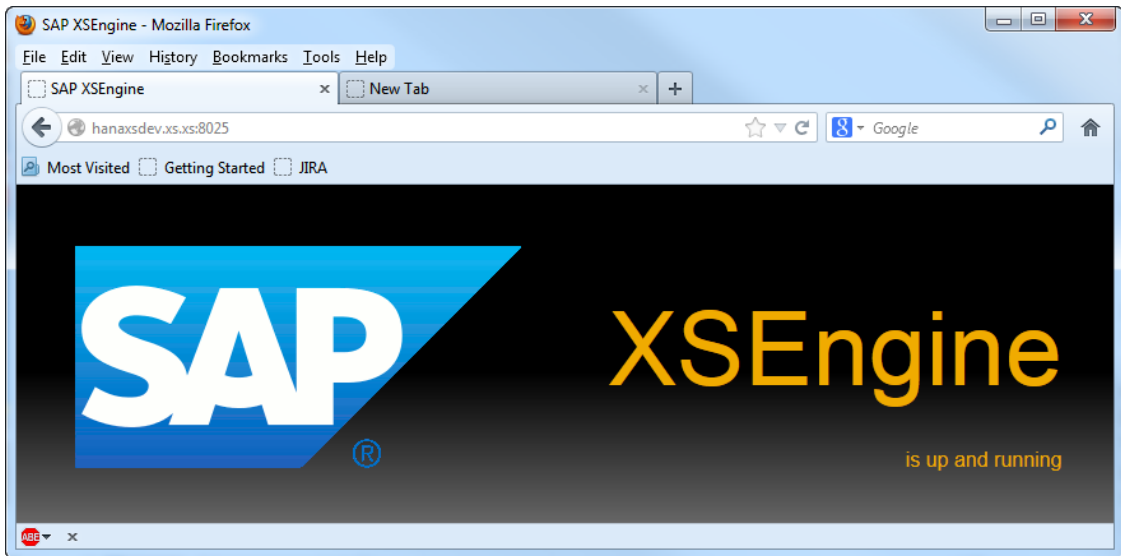 SAP XSEngine - Mozilla Firefox
File Edit View History Bookmarks Tools Help
SAP XSEngine New Tab
hanaxsdev.xs.xs:8025 Google
Most Visited Getting Started JIRA
SAP
®
XSEngine
is up and running
ABE